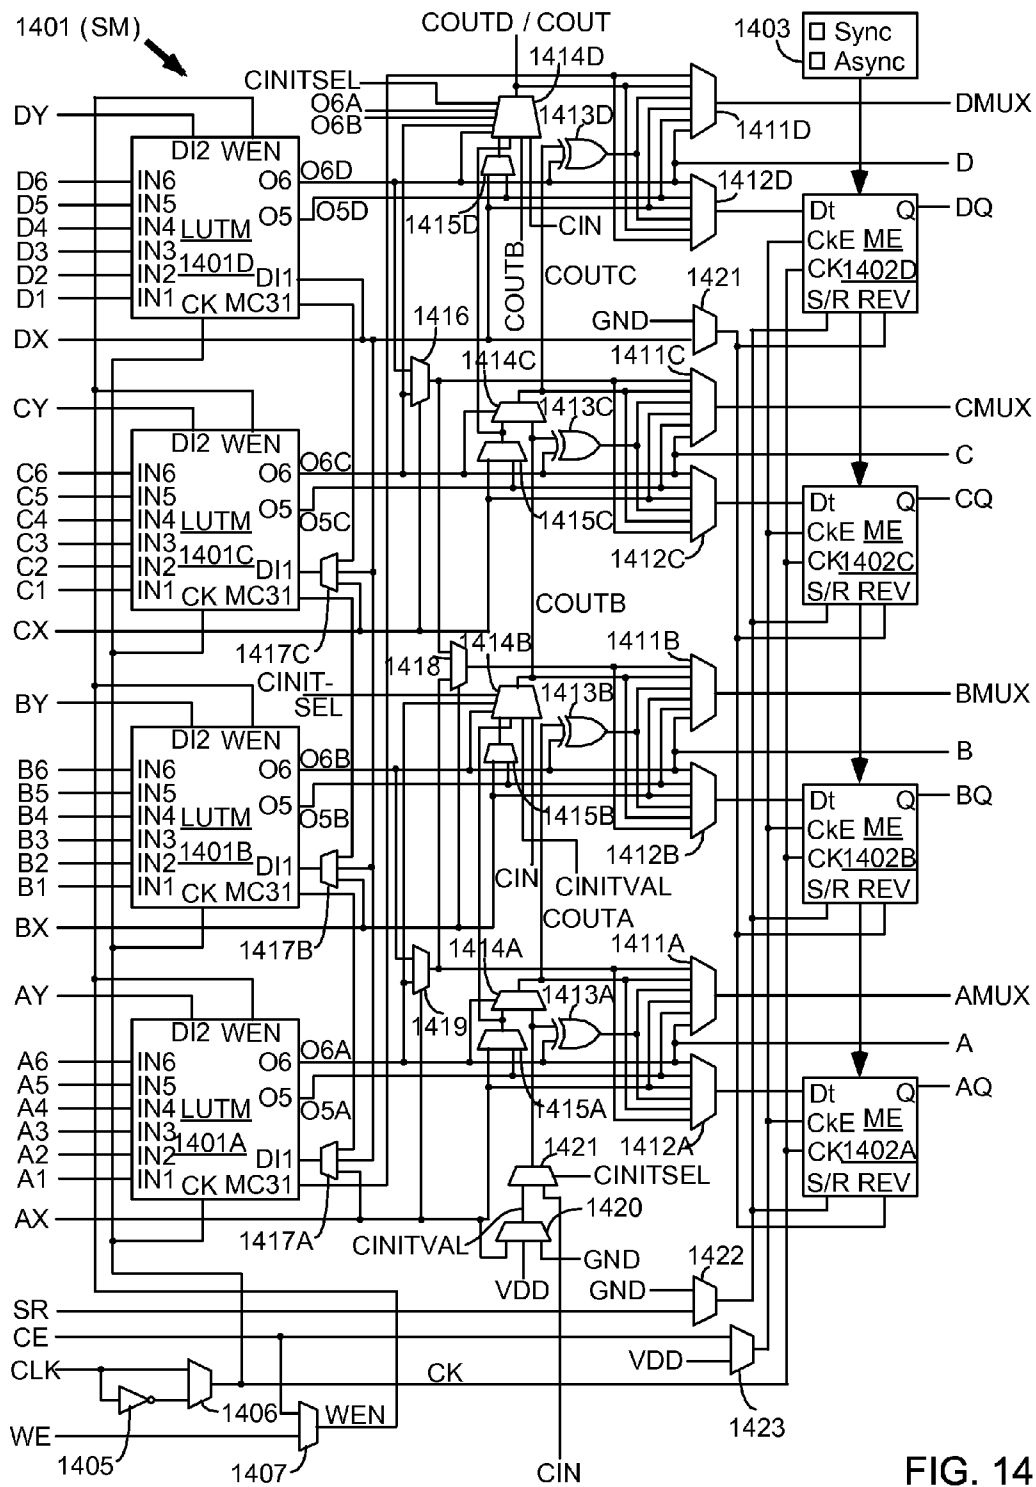 1401 (SM)
COUTD / COUT
1403
Sync
Async
1414D
CINITSEL
O6A
O6B
1413D
DMUX
1411D
DY
DI2 WEN
D6
D5
D4
D3
D2
D1
IN6
IN5
IN4
IN3
IN2
IN1
LUTM
1401D
O6
O6D
O5
O5D
DI1
CK MC31
1415D
COUTB
CIN
COUTC
D
1412D
Dt
Q
CkE
ME
CK
1402D
S/R REV
DQ
DX
1416
GND
1421
1414C
1411C
CY
DI2 WEN
1413C
CMUX
C6
C5
C4
C3
C2
C1
IN6
IN5
IN4
IN3
IN2
IN1
LUTM
1401C
O6
O6C
O5
O5C
DI1
CK MC31
C
1415C
1412C
Dt
Q
CkE
ME
CK
1402C
S/R REV
CQ
CX
1417C
COUTB
1418
1414B
1411B
CINIT-
SEL
1413B
BMUX
BY
DI2 WEN
B6
B5
B4
B3
B2
B1
IN6
IN5
IN4
IN3
IN2
IN1
LUTM
1401B
O6
O6B
O5
O5B
DI1
CK MC31
B
1415B
1412B
CIN
CINITVAL
Dt
Q
CkE
ME
CK
1402B
S/R REV
BQ
BX
1417B
COUTA
1414A
1411A
1413A
AMUX
AY
DI2 WEN
1419
A6
A5
A4
A3
A2
A1
IN6
IN5
IN4
IN3
IN2
IN1
LUTM
1401A
O6
O6A
O5
O5A
DI1
CK MC31
A
1415A
1412A
Dt
Q
CkE
ME
CK
1402A
S/R REV
AQ
1421
CINITSEL
AX
1417A
CINITVAL
1420
GND
VDD
1422
GND
SR
CE
CLK
VDD
CK
1423
1406
WE
1405
1407
WEN
CIN
FIG. 14